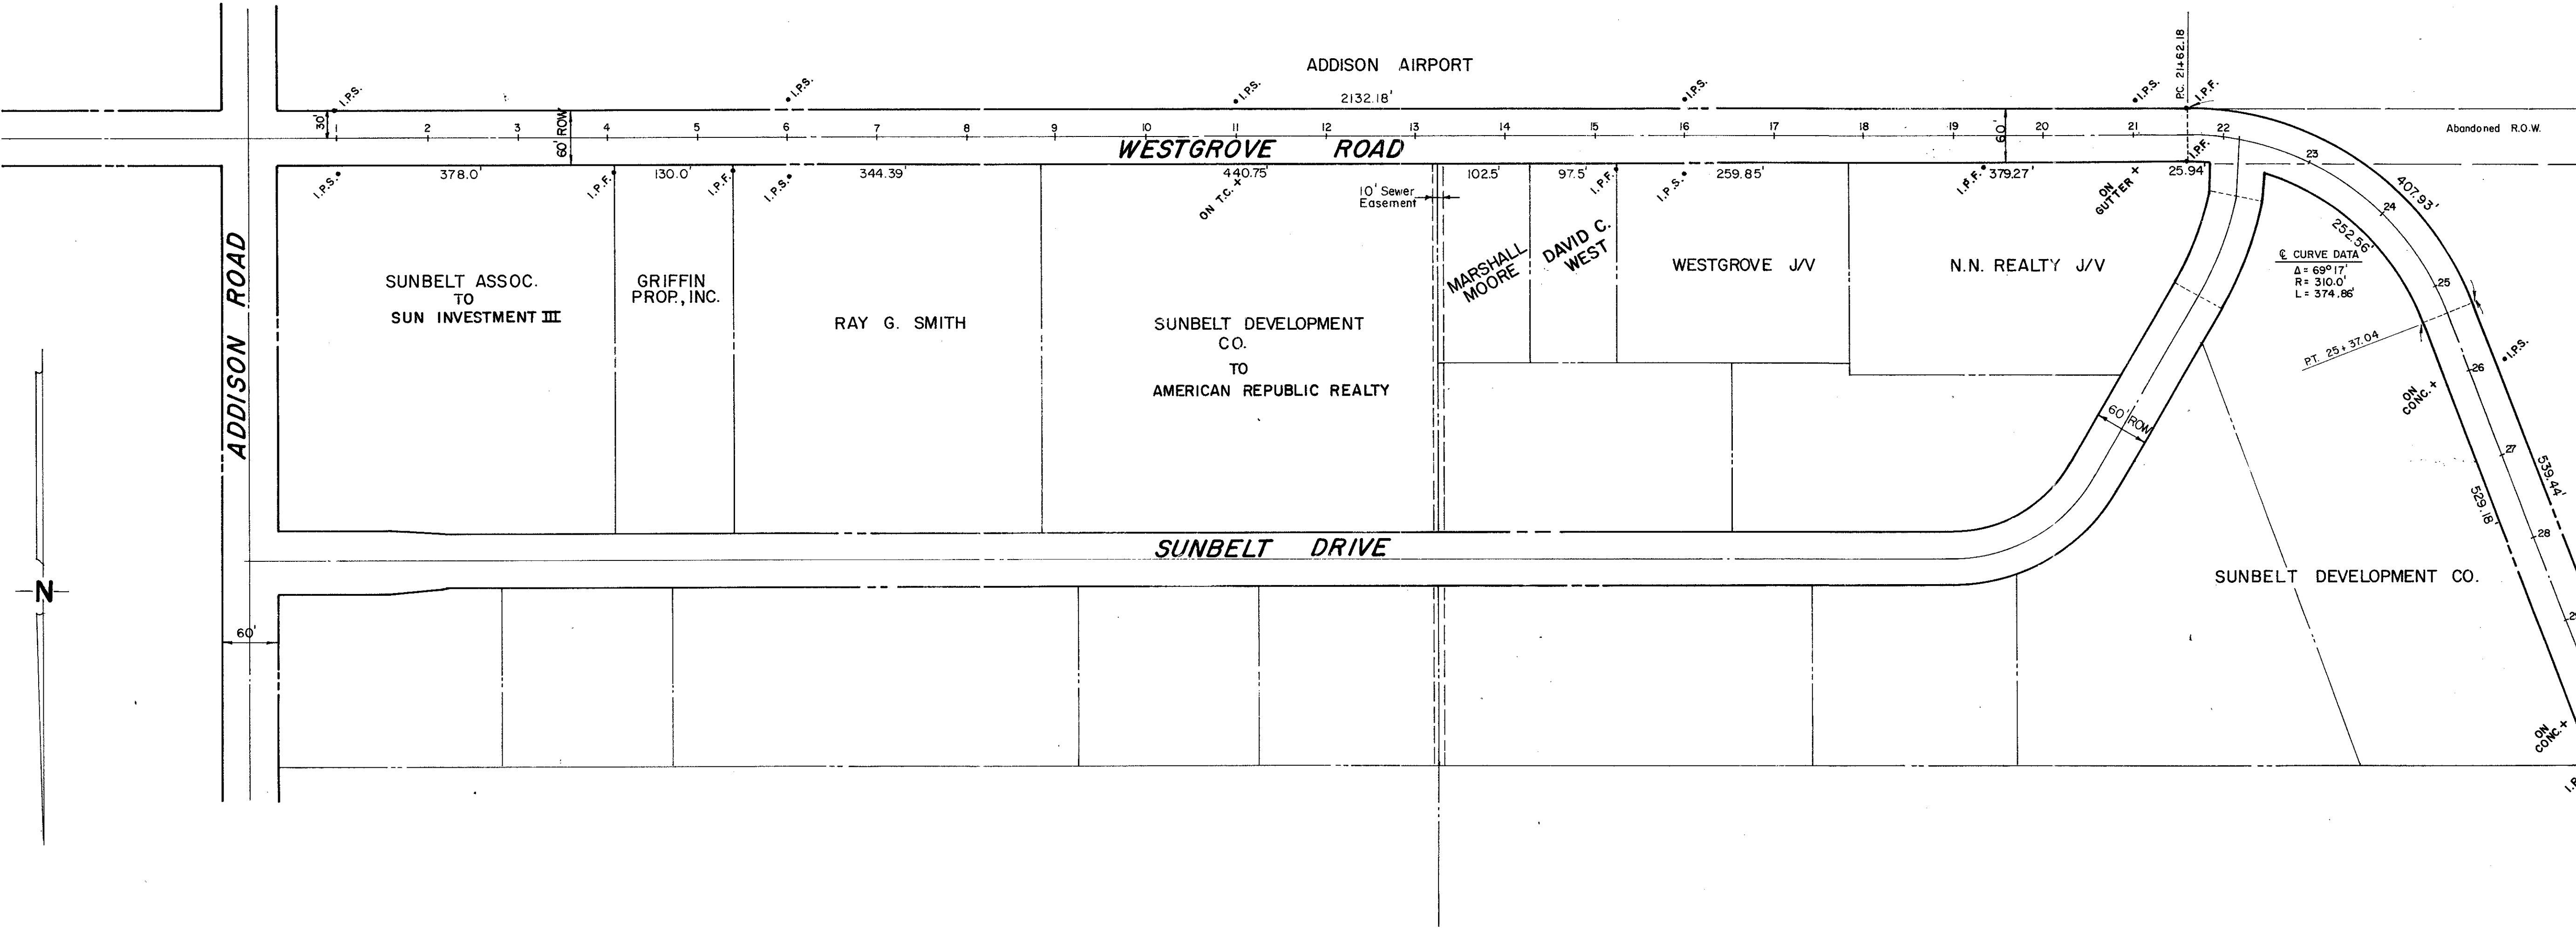 ADDISON AIRPORT
2132.18'
P.C. 21+62.18
I.P.S.
I.P.S.
I.P.S.
I.P.S.
I.P.S.
I.P.F.
30'
60' ROW
60'
1 2 3 4 5 6 7 8 9 10 11 12 13 14 15 16 17 18 19 20 21 22 23 24 25 26 27 28
Abandoned R.O.W.
WESTGROVE ROAD
I.P.S.
378.0'
I.P.F.
130.0'
I.P.F.
I.P.S.
344.39'
440.75'
ON T.C. +
10' Sewer
Easement
102.5'
97.5'
I.P.F.
I.P.S.
259.85'
I.P.F.
379.27'
ON
GUTTER +
25.94'
I.P.F.
407.93'
252.56'
℄ CURVE DATA
Δ = 69° 17'
R = 310.0'
L = 374.86'
P.T. 25+37.04
I.P.S.
ON
CONC. +
ADDISON ROAD
SUNBELT ASSOC.
TO
SUN INVESTMENT III
GRIFFIN
PROP., INC.
RAY G. SMITH
SUNBELT DEVELOPMENT
CO.
TO
AMERICAN REPUBLIC REALTY
MARSHALL
MOORE
DAVID C.
WEST
WESTGROVE J/V
N.N. REALTY J/V
60' ROW
539.44'
529.18'
SUNBELT DRIVE
SUNBELT DEVELOPMENT CO.
N
60'
ON
CONC. +